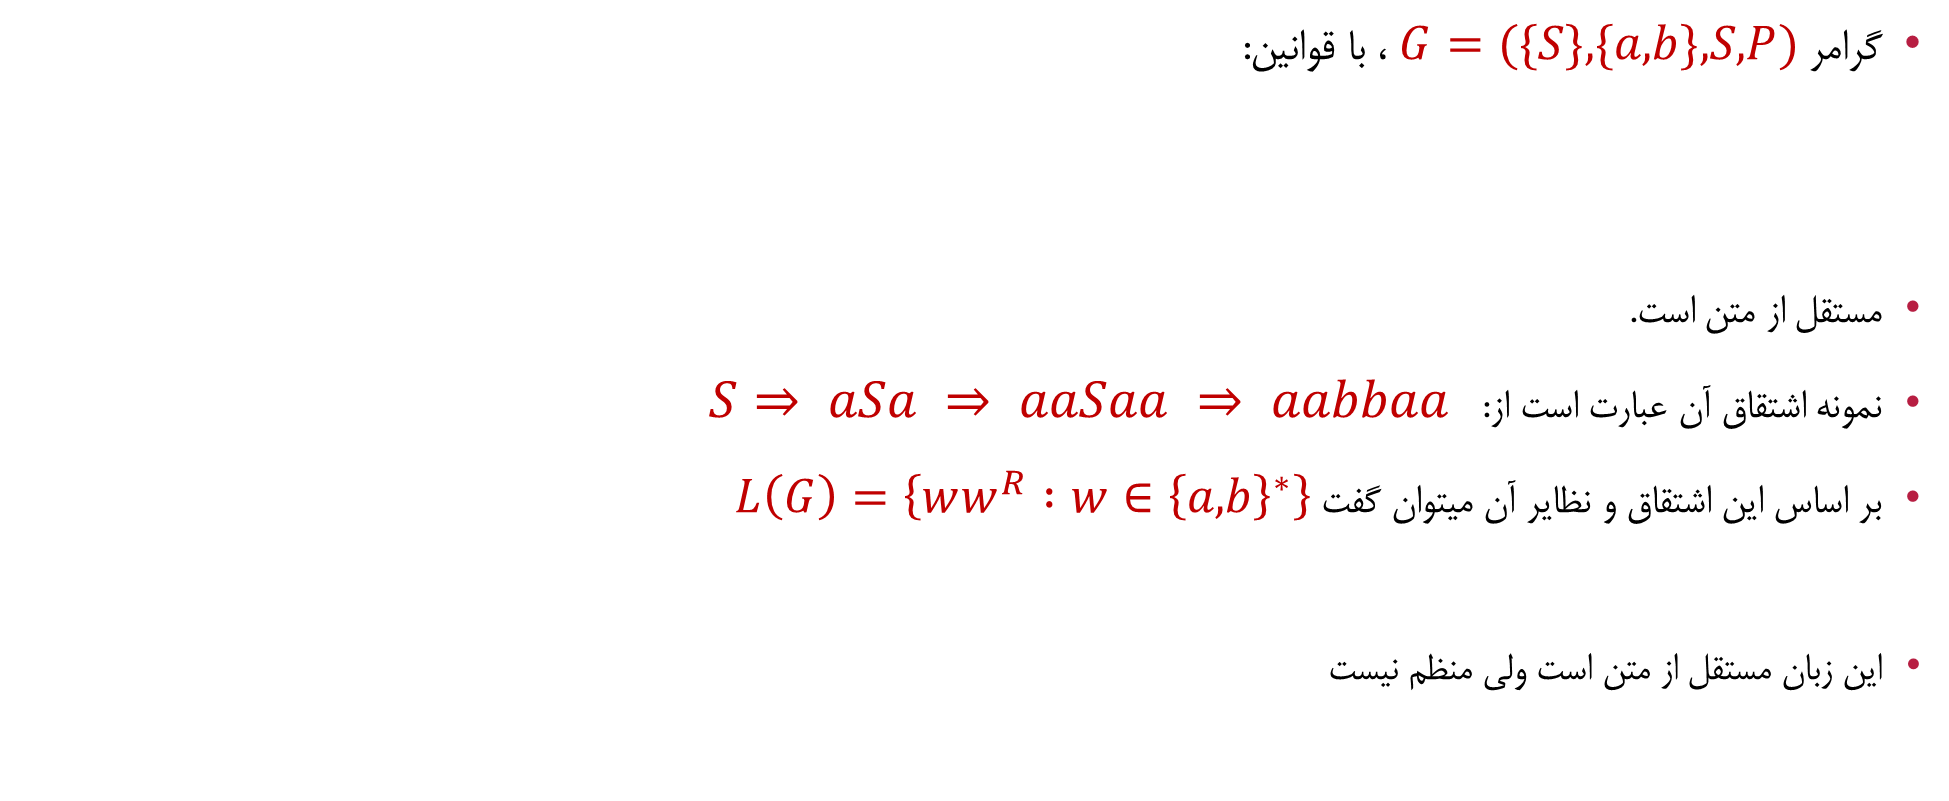 • گرامر G = ({S},{a,b},S,P) ، با قوانین:
• مستقل از متن است.
• نمونه اشتقاق آن عبارت است از: S ⇒ aSa ⇒ aaSaa ⇒ aabbaa
• بر اساس این اشتقاق و نظایر آن میتوان گفت L(G) = {ww^R : w ∈ {a,b}^*}
• این زبان مستقل از متن است ولی منظم نیست